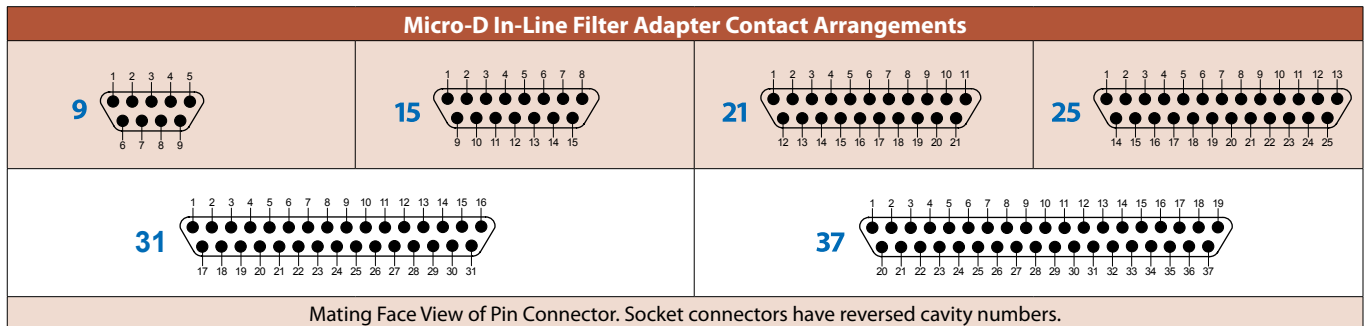 Micro-D In-Line Filter Adapter Contact Arrangements
1 2 3 4 5
9
6 7 8 9
1 2 3 4 5 6 7 8
15
9 10 11 12 13 14 15
1 2 3 4 5 6 7 8 9 10 11
21
12 13 14 15 16 17 18 19 20 21
1 2 3 4 5 6 7 8 9 10 11 12 13
25
14 15 16 17 18 19 20 21 22 23 24 25
1 2 3 4 5 6 7 8 9 10 11 12 13 14 15 16
31
17 18 19 20 21 22 23 24 25 26 27 28 29 30 31
1 2 3 4 5 6 7 8 9 10 11 12 13 14 15 16 17 18 19
37
20 21 22 23 24 25 26 27 28 29 30 31 32 33 34 35 36 37
Mating Face View of Pin Connector. Socket connectors have reversed cavity numbers.